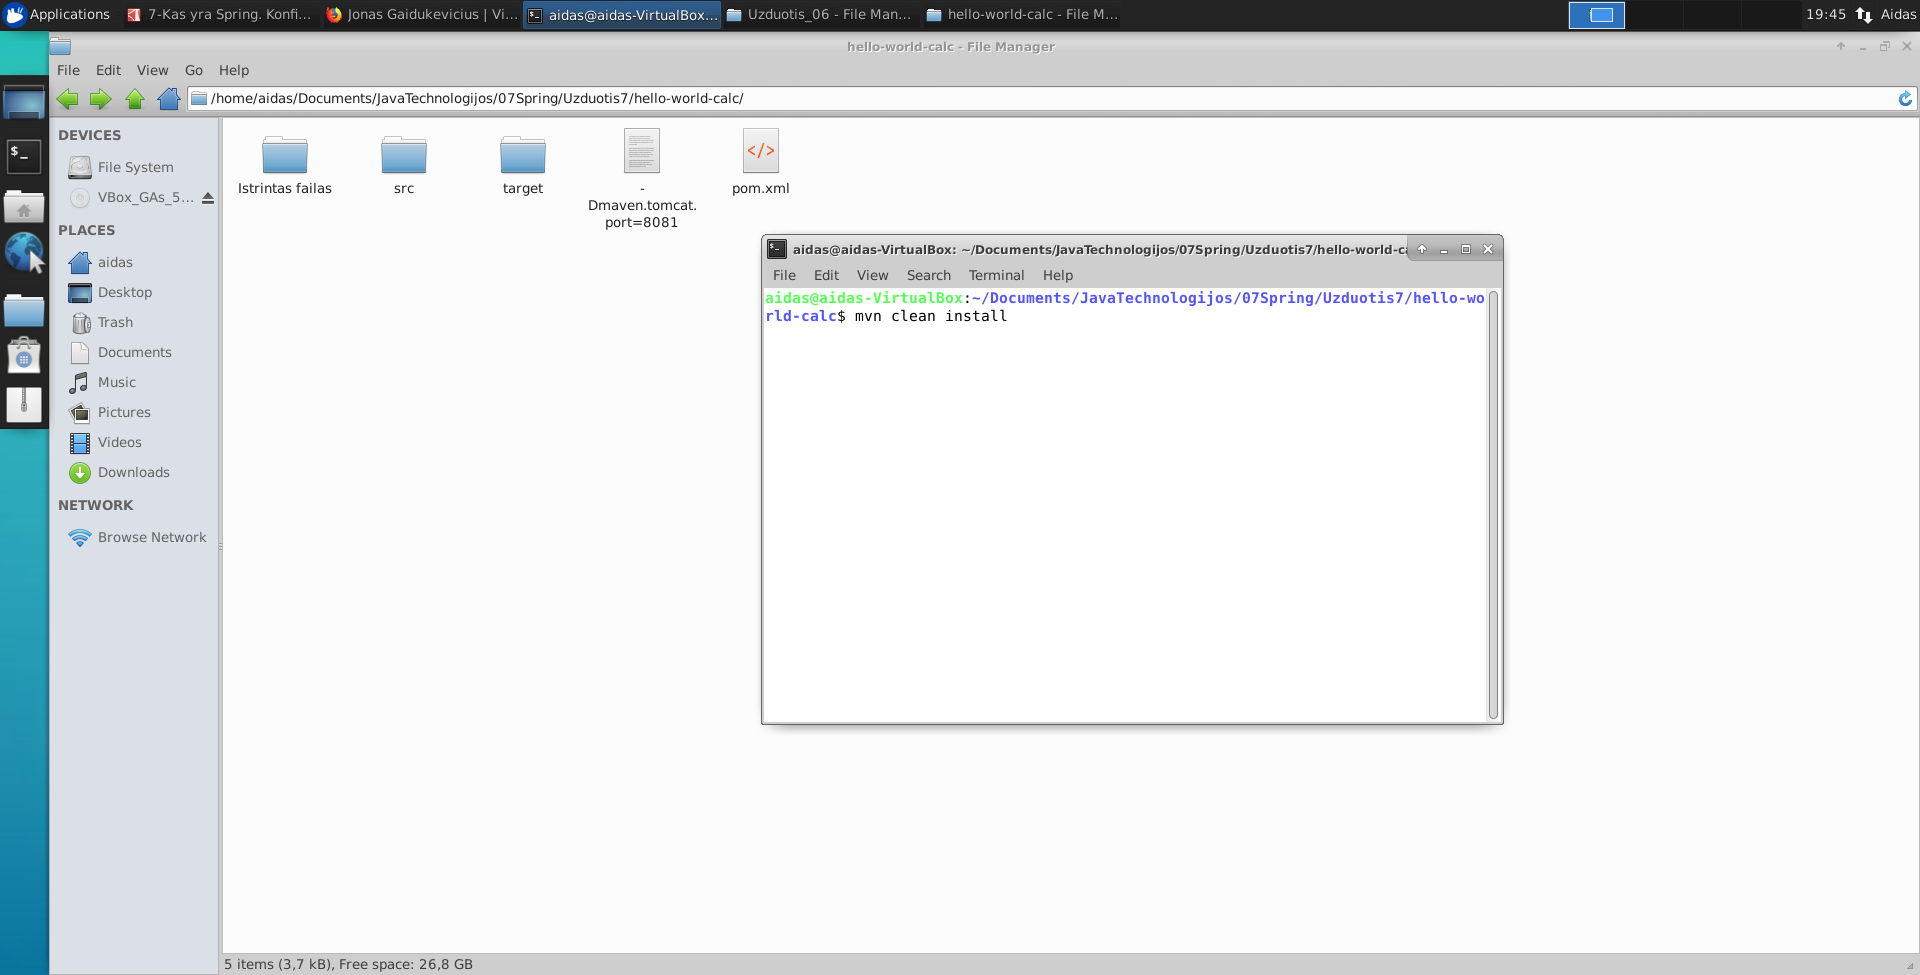 Applications
7-Kas yra Spring. Konfi...
Jonas Gaidukevicius | Vi...
aidas@aidas-VirtualBox...
Uzduotis_06 - File Man...
hello-world-calc - File M...
19:45
Aidas
hello-world-calc - File Manager
File Edit View Go Help
/home/aidas/Documents/JavaTechnologijos/07Spring/Uzduotis7/hello-world-calc/
DEVICES
File System
VBox_GAs_5...
PLACES
aidas
Desktop
Trash
Documents
Music
Pictures
Videos
Downloads
NETWORK
Browse Network
Istrintas failas
src
target
-
Dmaven.tomcat.
port=8081
pom.xml
</>
$_
aidas@aidas-VirtualBox: ~/Documents/JavaTechnologijos/07Spring/Uzduotis7/hello-world-ca
File Edit View Search Terminal Help
aidas@aidas-VirtualBox:~/Documents/JavaTechnologijos/07Spring/Uzduotis7/hello-wo
rld-calc$ mvn clean install
5 items (3,7 kB), Free space: 26,8 GB